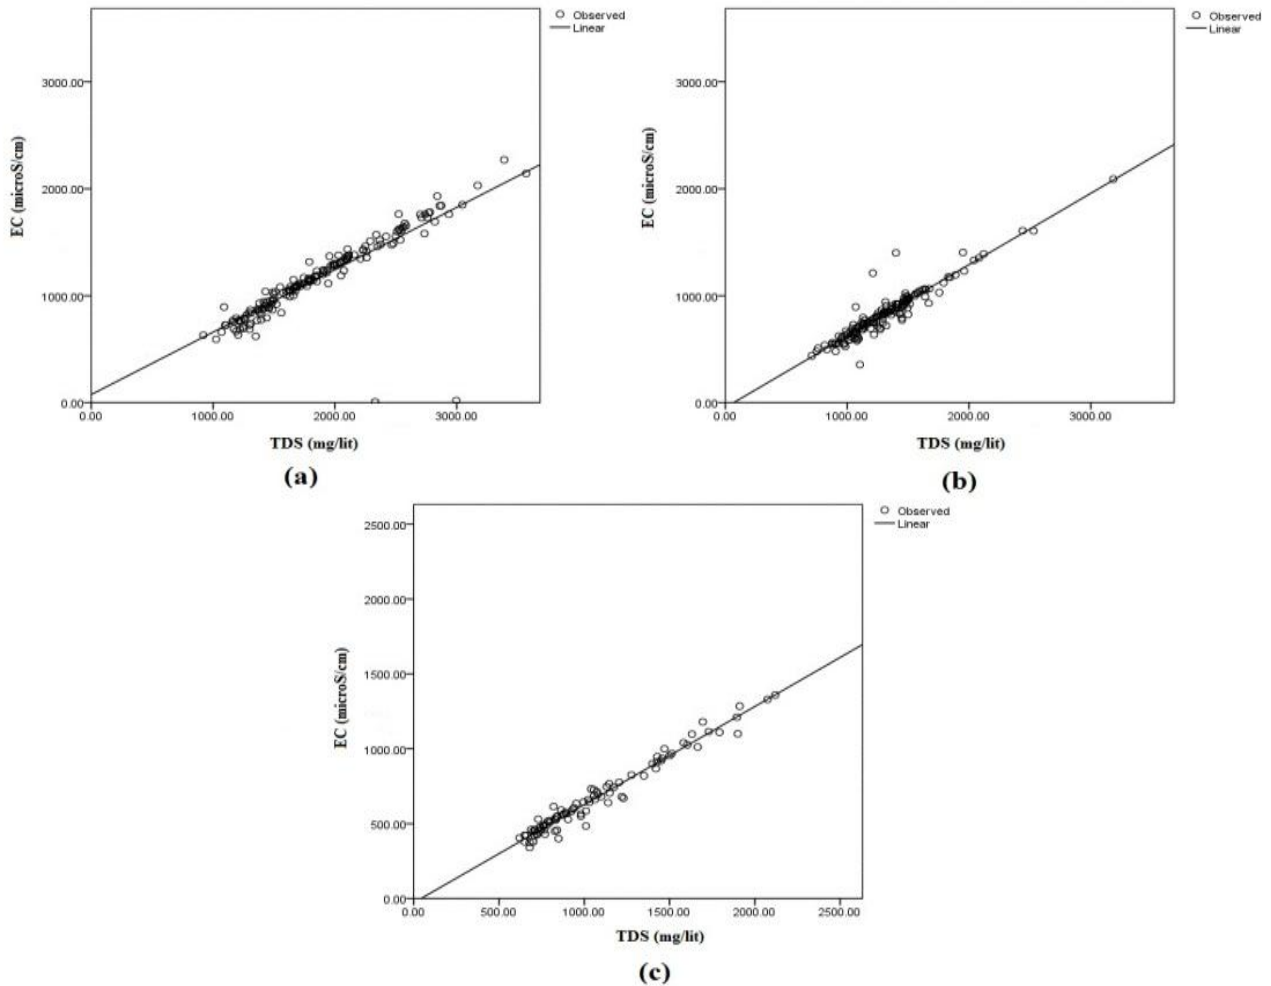 Observed
Linear
3000.00
2000.00
1000.00
0.00
EC (microS/cm)
0.00 1000.00 2000.00 3000.00
TDS (mg/lit)
(a)
Observed
Linear
3000.00
2000.00
1000.00
0.00
EC (microS/cm)
0.00 1000.00 2000.00 3000.00
TDS (mg/lit)
(b)
Observed
Linear
2500.00
2000.00
1500.00
1000.00
500.00
0.00
EC (microS/cm)
0.00 500.00 1000.00 1500.00 2000.00 2500.00
TDS (mg/lit)
(c)